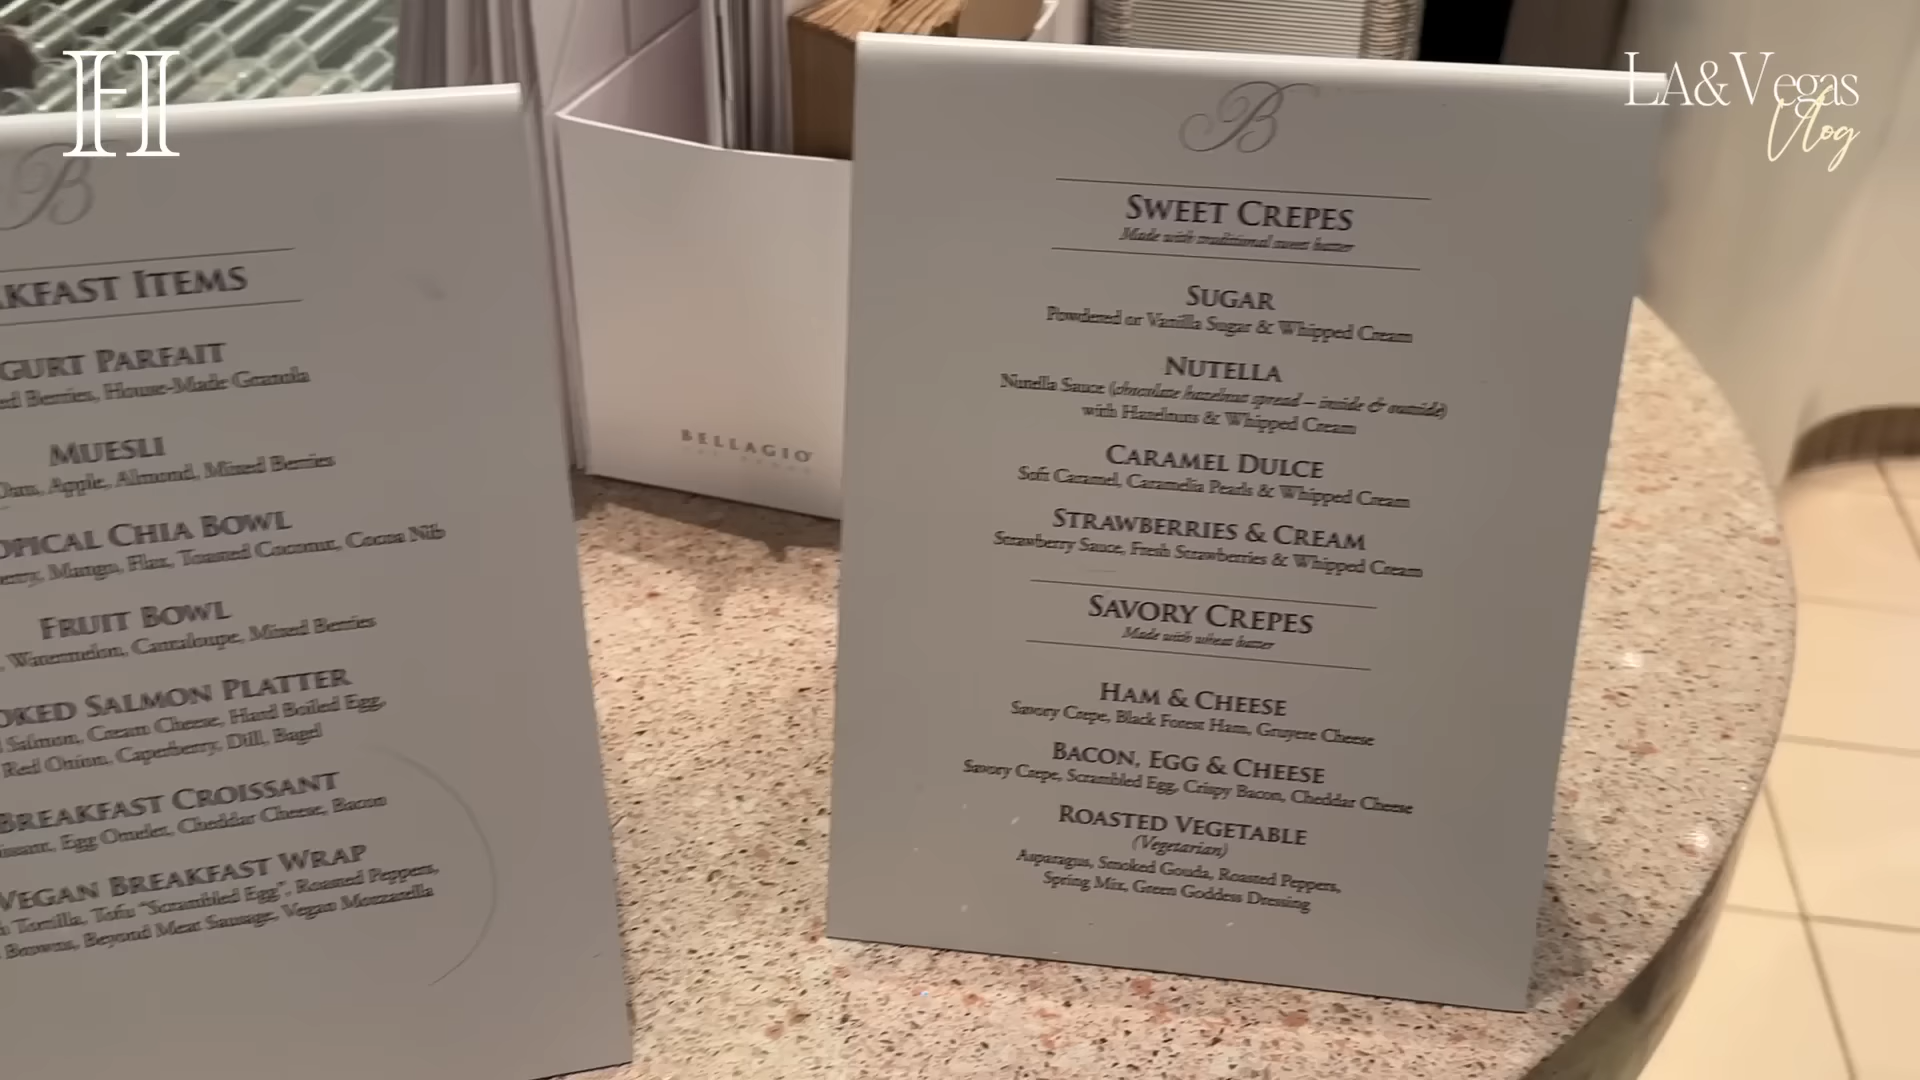 H
LA&Vegas
Vlog
B
KFAST ITEMS
GURT PARFAIT
ed Berries, House-Made Granola
MUESLI
Apple, Almond, Mixed Berries
OPICAL CHIA BOWL
erry, Mango, Flax, Toasted Coconut, Cocoa Nib
FRUIT BOWL
, Watermelon, Cantaloupe, Mixed Berries
OKED SALMON PLATTER
Salmon, Cream Cheese, Hard Boiled Egg,
Red Onion, Caperberry, Dill, Bagel
BREAKFAST CROISSANT
issant, Egg Omelet, Cheddar Cheese, Bacon
VEGAN BREAKFAST WRAP
Tortilla, Tofu "Scrambled Egg", Roasted Peppers,
Browns, Beyond Meat Sausage, Vegan Mozzarella
BELLAGIO
B
SWEET CREPES
Made with traditional sweet batter
SUGAR
Powdered or Vanilla Sugar & Whipped Cream
NUTELLA
Nutella Sauce (chocolate hazelnut spread – inside & outside)
with Hazelnuts & Whipped Cream
CARAMEL DULCE
Soft Caramel, Caramelia Pearls & Whipped Cream
STRAWBERRIES & CREAM
Strawberry Sauce, Fresh Strawberries & Whipped Cream
SAVORY CREPES
Made with wheat batter
HAM & CHEESE
Savory Crepe, Black Forest Ham, Gruyere Cheese
BACON, EGG & CHEESE
Savory Crepe, Scrambled Egg, Crispy Bacon, Cheddar Cheese
ROASTED VEGETABLE
(Vegetarian)
Asparagus, Smoked Gouda, Roasted Peppers,
Spring Mix, Green Goddess Dressing